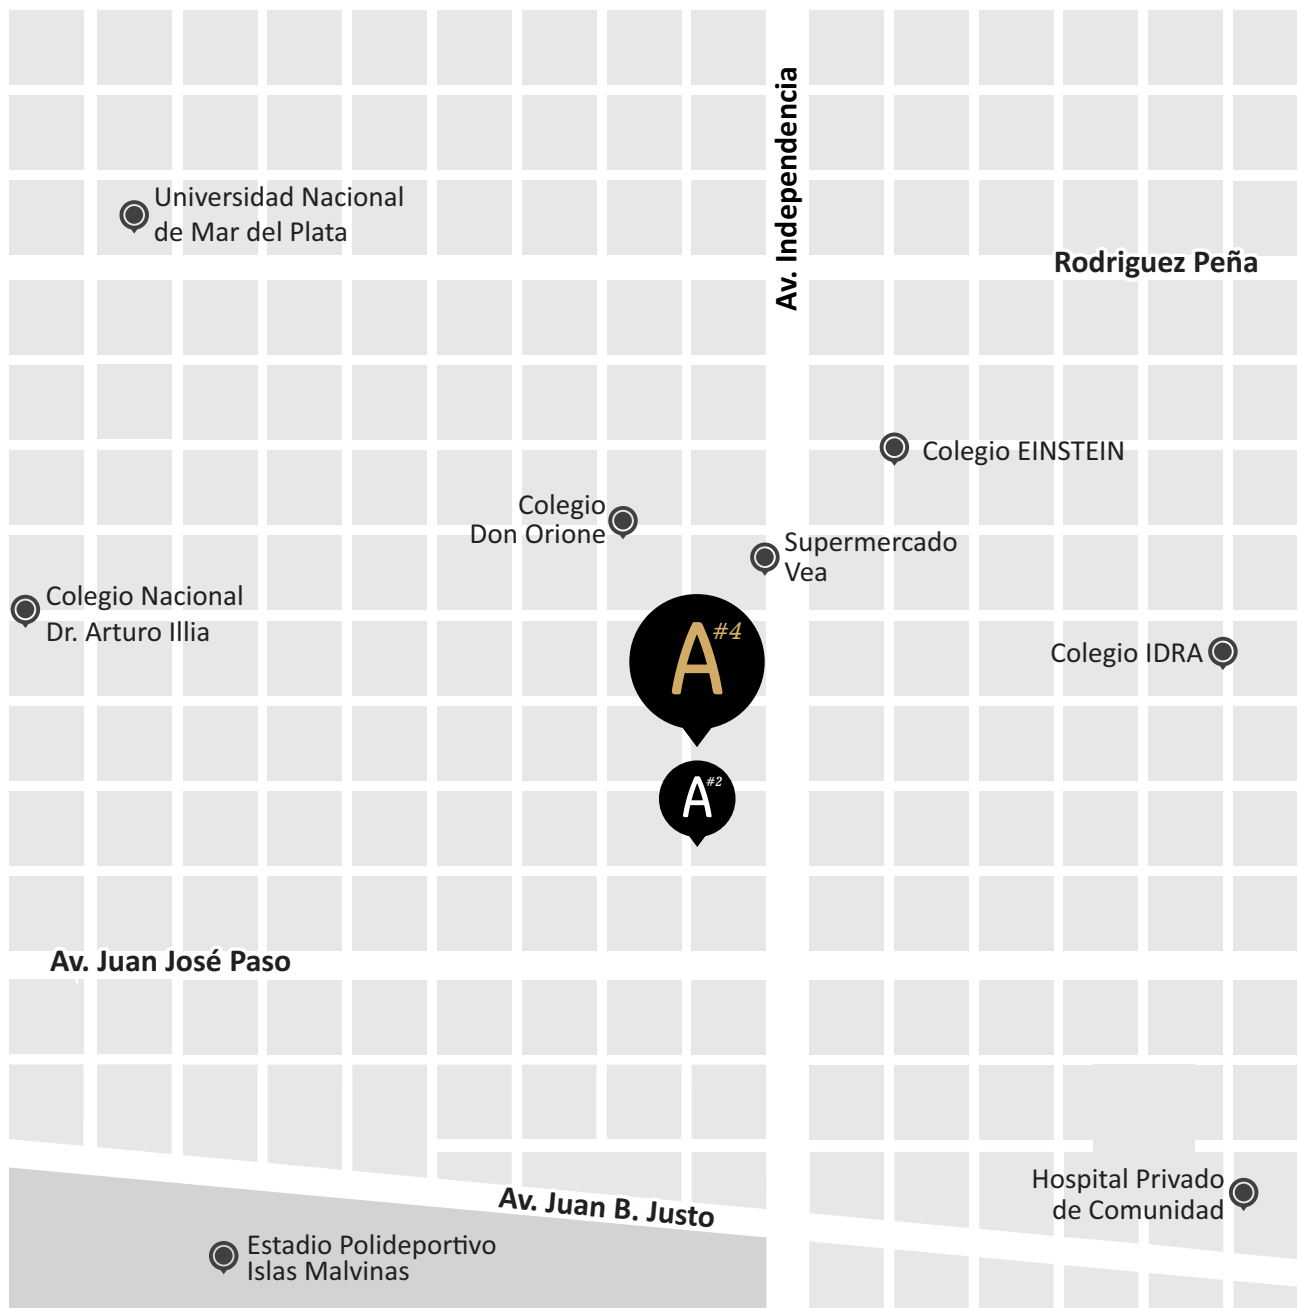 Av. Independencia
Universidad Nacional
de Mar del Plata
Rodriguez Peña
Colegio EINSTEIN
Colegio
Don Orione
Supermercado
Vea
Colegio Nacional
Dr. Arturo Illia
A #4
Colegio IDRA
A #2
Av. Juan José Paso
Hospital Privado
de Comunidad
Av. Juan B. Justo
Estadio Polideportivo
Islas Malvinas